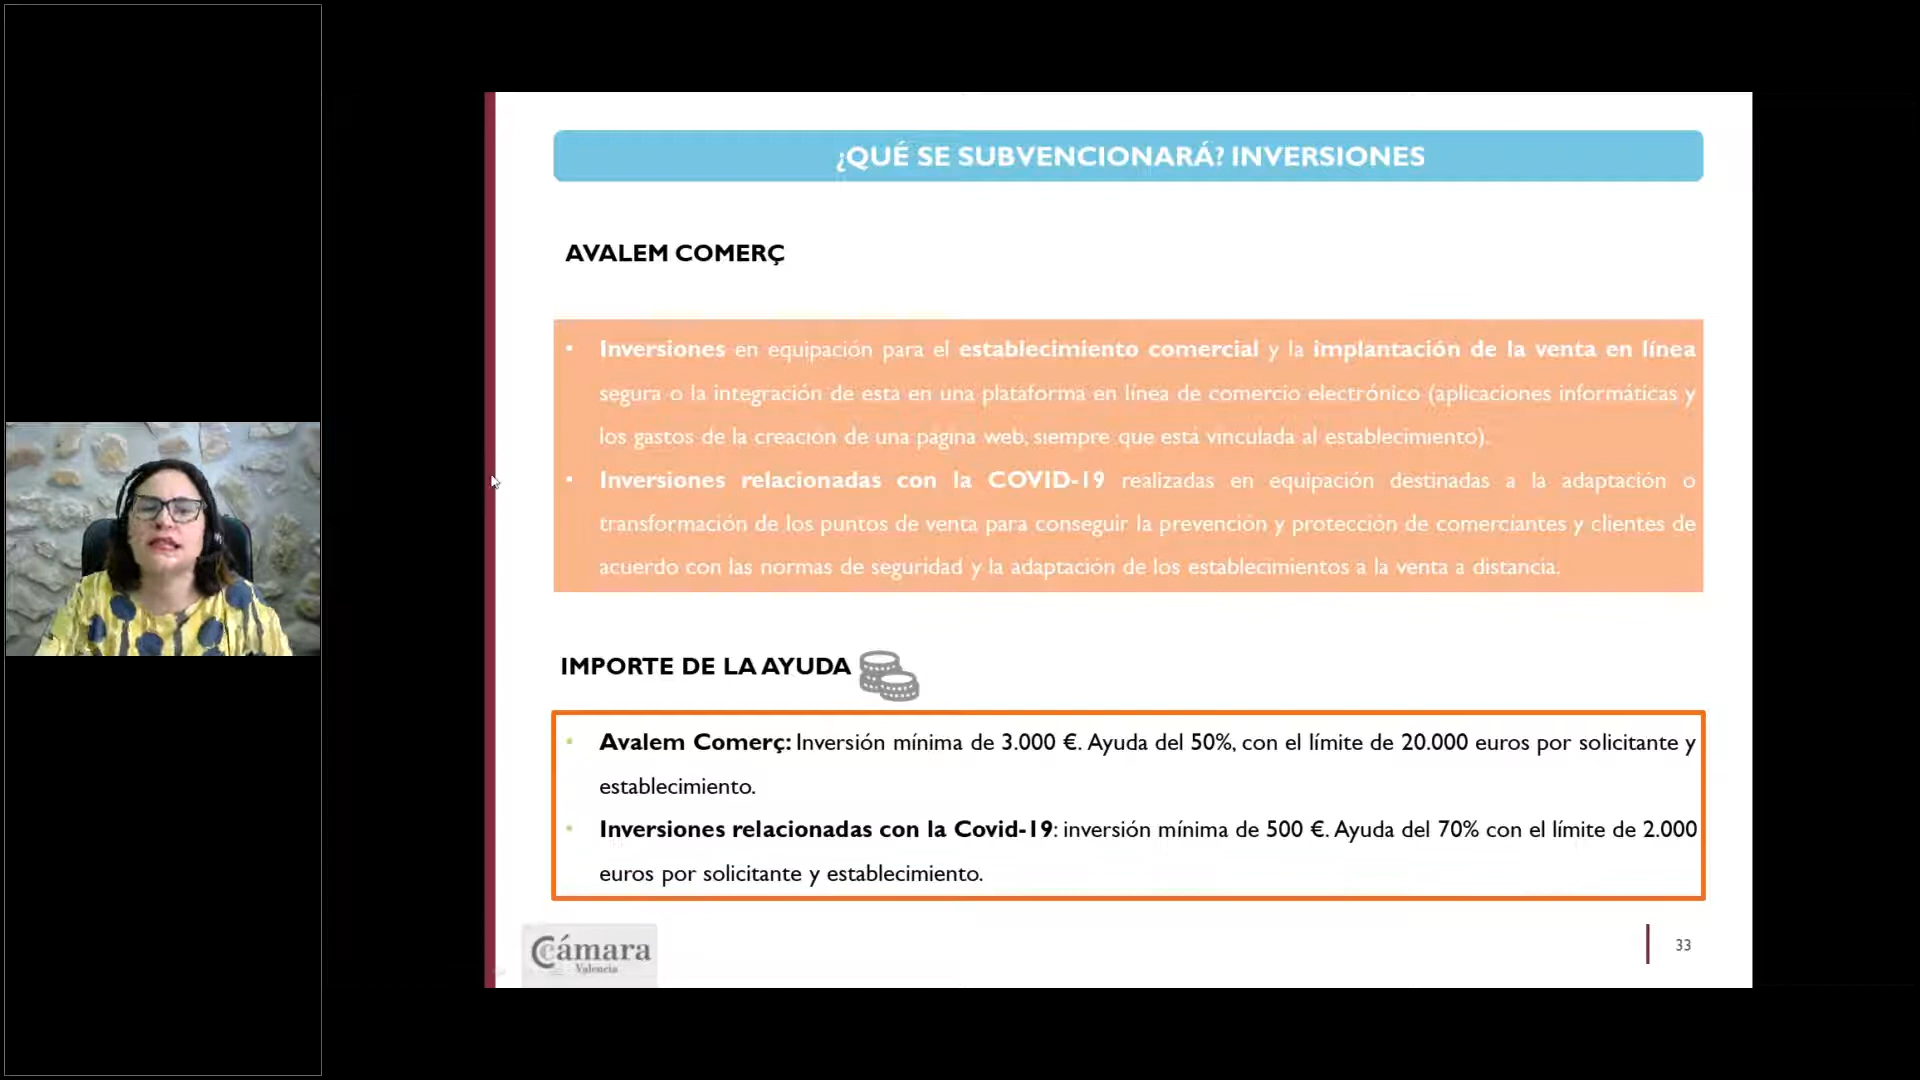 ¿QUÉ SE SUBVENCIONARÁ? INVERSIONES
AVALEM COMERÇ
• Inversiones en equipación para el establecimiento comercial y la implantación de la venta en línea
segura o la integración de esta en una plataforma en línea de comercio electrónico (aplicaciones informáticas y
los gastos de la creación de una página web, siempre que está vinculada al establecimiento).
• Inversiones relacionadas con la COVID-19 realizadas en equipación destinadas a la adaptación o
transformación de los puntos de venta para conseguir la prevención y protección de comerciantes y clientes de
acuerdo con las normas de seguridad y la adaptación de los establecimientos a la venta a distancia.
IMPORTE DE LA AYUDA
• Avalem Comerç: Inversión mínima de 3.000 €. Ayuda del 50%, con el límite de 20.000 euros por solicitante y
establecimiento.
• Inversiones relacionadas con la Covid-19: inversión mínima de 500 €. Ayuda del 70% con el límite de 2.000
euros por solicitante y establecimiento.
Cámara
Valencia
33